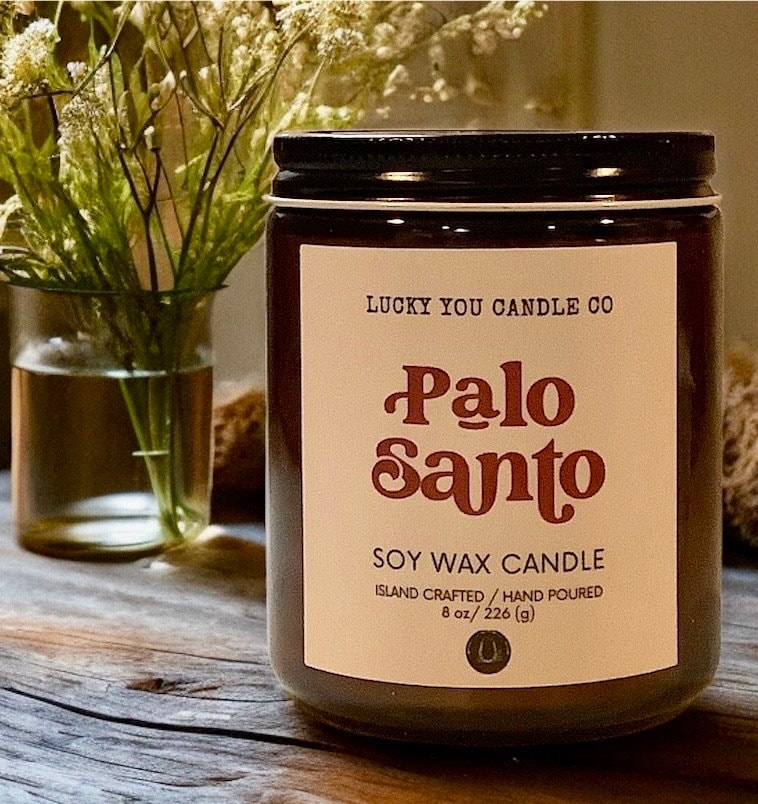 LUCKY YOU CANDLE CO
Palo
Santo
SOY WAX CANDLE
ISLAND CRAFTED / HAND POURED
8 oz/ 226 (g)